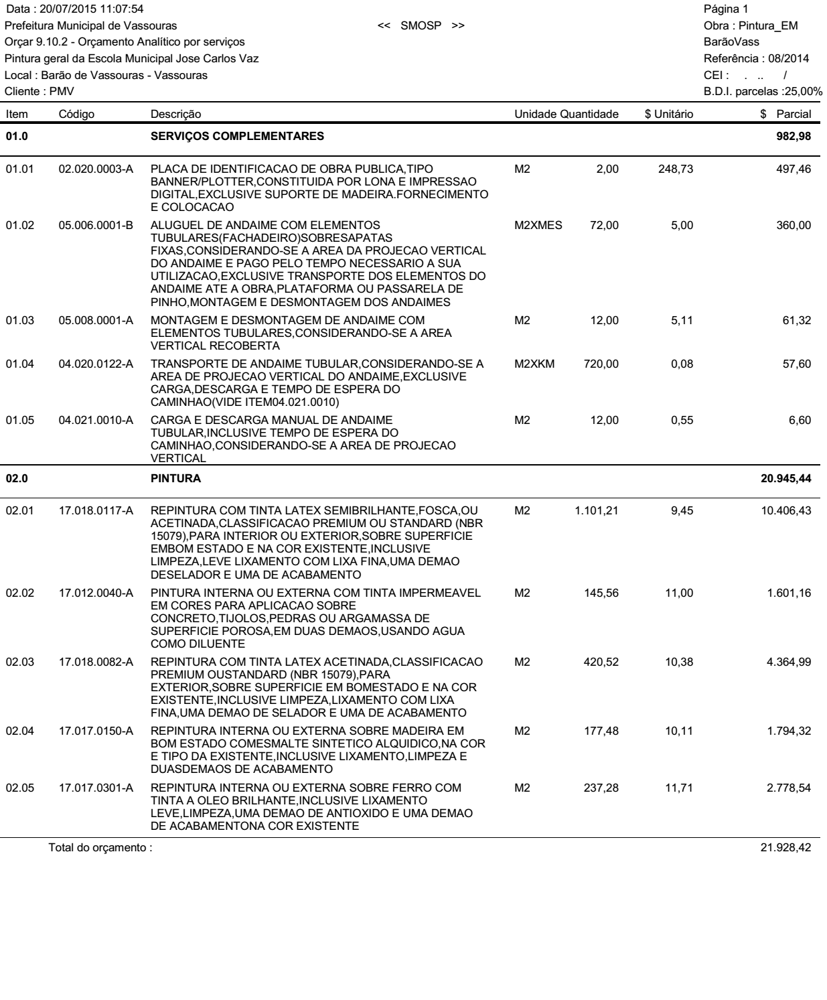 Data : 20/07/2015 11:07:54 Página 1
Prefeitura Municipal de Vassouras << SMOSP >> Obra : Pintura_EM
Orçar 9.10.2 - Orçamento Analítico por serviços BarãoVass
Pintura geral da Escola Municipal Jose Carlos Vaz Referência : 08/2014
Local : Barão de Vassouras - Vassouras CEI : . .. /
Cliente : PMV B.D.I. parcelas :25,00%
Item Código Descrição Unidade Quantidade $ Unitário $ Parcial
01.0 SERVIÇOS COMPLEMENTARES 982,98
01.01 02.020.0003-A PLACA DE IDENTIFICACAO DE OBRA PUBLICA,TIPO M2 2,00 248,73 497,46
BANNER/PLOTTER,CONSTITUIDA POR LONA E IMPRESSAO
DIGITAL,EXCLUSIVE SUPORTE DE MADEIRA.FORNECIMENTO
E COLOCACAO
01.02 05.006.0001-B ALUGUEL DE ANDAIME COM ELEMENTOS M2XMES 72,00 5,00 360,00
TUBULARES(FACHADEIRO)SOBRESAPATAS
FIXAS,CONSIDERANDO-SE A AREA DA PROJECAO VERTICAL
DO ANDAIME E PAGO PELO TEMPO NECESSARIO A SUA
UTILIZACAO,EXCLUSIVE TRANSPORTE DOS ELEMENTOS DO
ANDAIME ATE A OBRA,PLATAFORMA OU PASSARELA DE
PINHO,MONTAGEM E DESMONTAGEM DOS ANDAIMES
01.03 05.008.0001-A MONTAGEM E DESMONTAGEM DE ANDAIME COM M2 12,00 5,11 61,32
ELEMENTOS TUBULARES,CONSIDERANDO-SE A AREA
VERTICAL RECOBERTA
01.04 04.020.0122-A TRANSPORTE DE ANDAIME TUBULAR,CONSIDERANDO-SE A M2XKM 720,00 0,08 57,60
AREA DE PROJECAO VERTICAL DO ANDAIME,EXCLUSIVE
CARGA,DESCARGA E TEMPO DE ESPERA DO
CAMINHAO(VIDE ITEM04.021.0010)
01.05 04.021.0010-A CARGA E DESCARGA MANUAL DE ANDAIME M2 12,00 0,55 6,60
TUBULAR,INCLUSIVE TEMPO DE ESPERA DO
CAMINHAO,CONSIDERANDO-SE A AREA DE PROJECAO
VERTICAL
02.0 PINTURA 20.945,44
02.01 17.018.0117-A REPINTURA COM TINTA LATEX SEMIBRILHANTE,FOSCA,OU M2 1.101,21 9,45 10.406,43
ACETINADA,CLASSIFICACAO PREMIUM OU STANDARD (NBR
15079),PARA INTERIOR OU EXTERIOR,SOBRE SUPERFICIE
EMBOM ESTADO E NA COR EXISTENTE,INCLUSIVE
LIMPEZA,LEVE LIXAMENTO COM LIXA FINA,UMA DEMAO
DESELADOR E UMA DE ACABAMENTO
02.02 17.012.0040-A PINTURA INTERNA OU EXTERNA COM TINTA IMPERMEAVEL M2 145,56 11,00 1.601,16
EM CORES PARA APLICACAO SOBRE
CONCRETO,TIJOLOS,PEDRAS OU ARGAMASSA DE
SUPERFICIE POROSA,EM DUAS DEMAOS,USANDO AGUA
COMO DILUENTE
02.03 17.018.0082-A REPINTURA COM TINTA LATEX ACETINADA,CLASSIFICACAO M2 420,52 10,38 4.364,99
PREMIUM OUSTANDARD (NBR 15079),PARA
EXTERIOR,SOBRE SUPERFICIE EM BOMESTADO E NA COR
EXISTENTE,INCLUSIVE LIMPEZA,LIXAMENTO COM LIXA
FINA,UMA DEMAO DE SELADOR E UMA DE ACABAMENTO
02.04 17.017.0150-A REPINTURA INTERNA OU EXTERNA SOBRE MADEIRA EM M2 177,48 10,11 1.794,32
BOM ESTADO COMESMALTE SINTETICO ALQUIDICO,NA COR
E TIPO DA EXISTENTE,INCLUSIVE LIXAMENTO,LIMPEZA E
DUASDEMAOS DE ACABAMENTO
02.05 17.017.0301-A REPINTURA INTERNA OU EXTERNA SOBRE FERRO COM M2 237,28 11,71 2.778,54
TINTA A OLEO BRILHANTE,INCLUSIVE LIXAMENTO
LEVE,LIMPEZA,UMA DEMAO DE ANTIOXIDO E UMA DEMAO
DE ACABAMENTONA COR EXISTENTE
Total do orçamento : 21.928,42